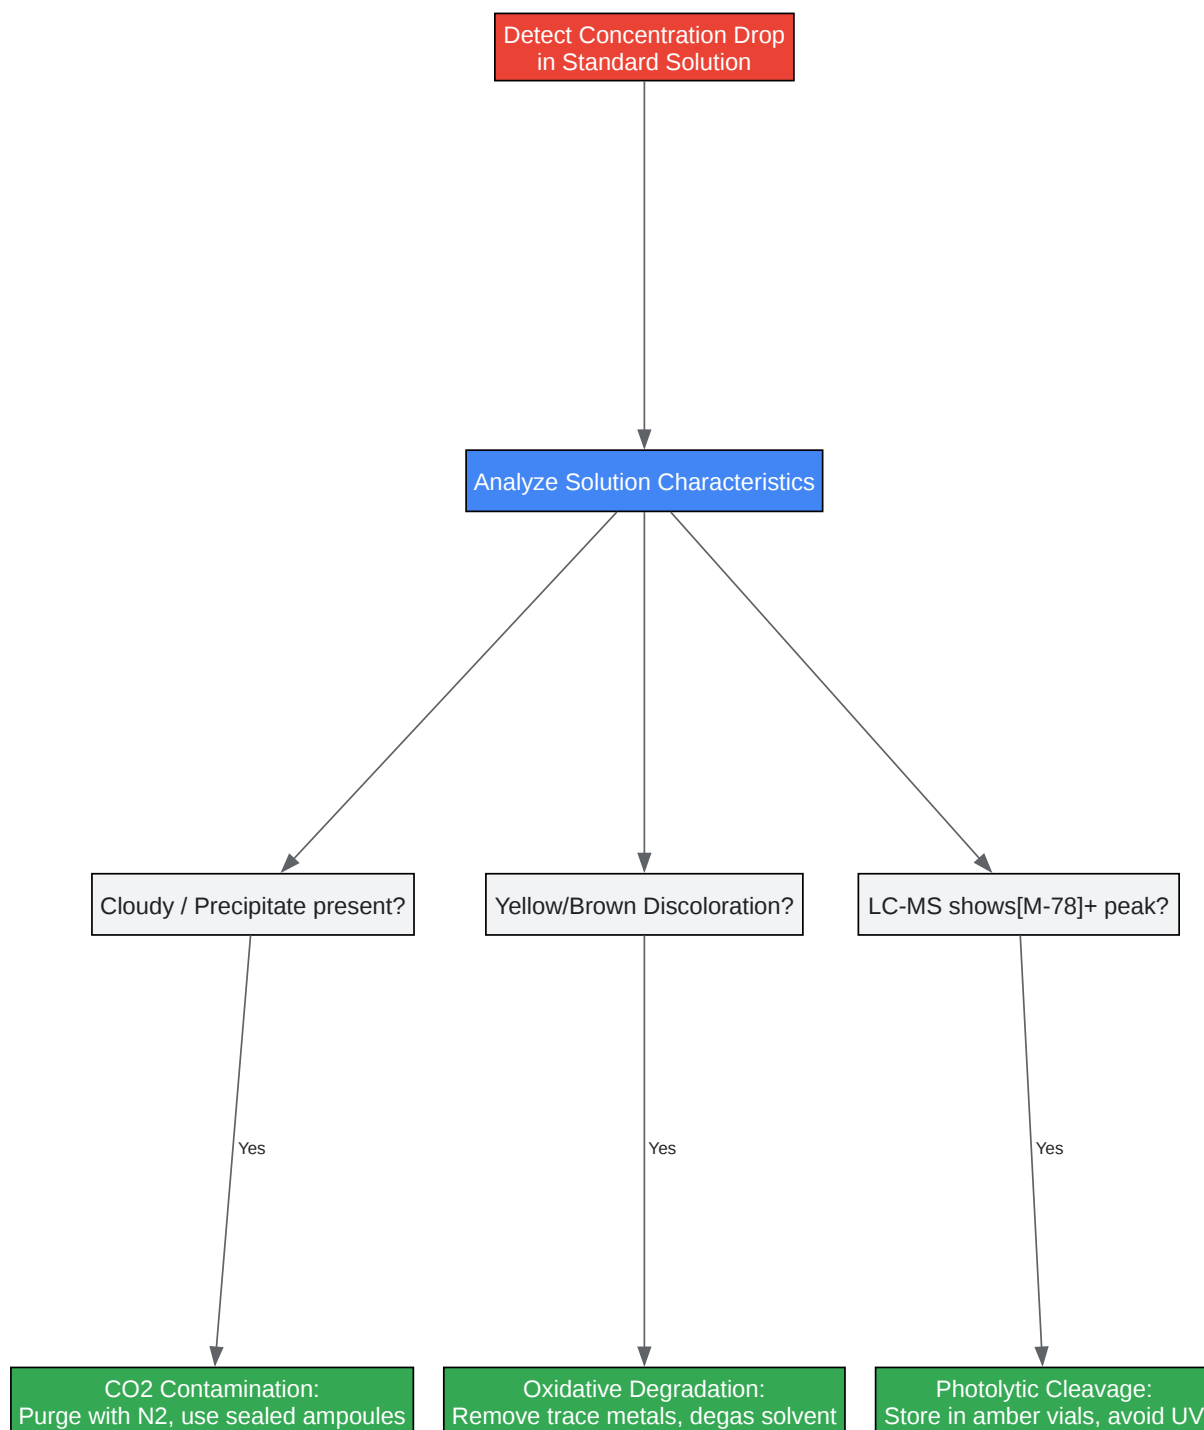 Detect Concentration Drop
in Standard Solution
Analyze Solution Characteristics
Cloudy / Precipitate present?
Yellow/Brown Discoloration?
LC-MS shows[M-78]+ peak?
Yes
Yes
Yes
CO2 Contamination:
Purge with N2, use sealed ampoules
Oxidative Degradation:
Remove trace metals, degas solvent
Photolytic Cleavage:
Store in amber vials, avoid UV